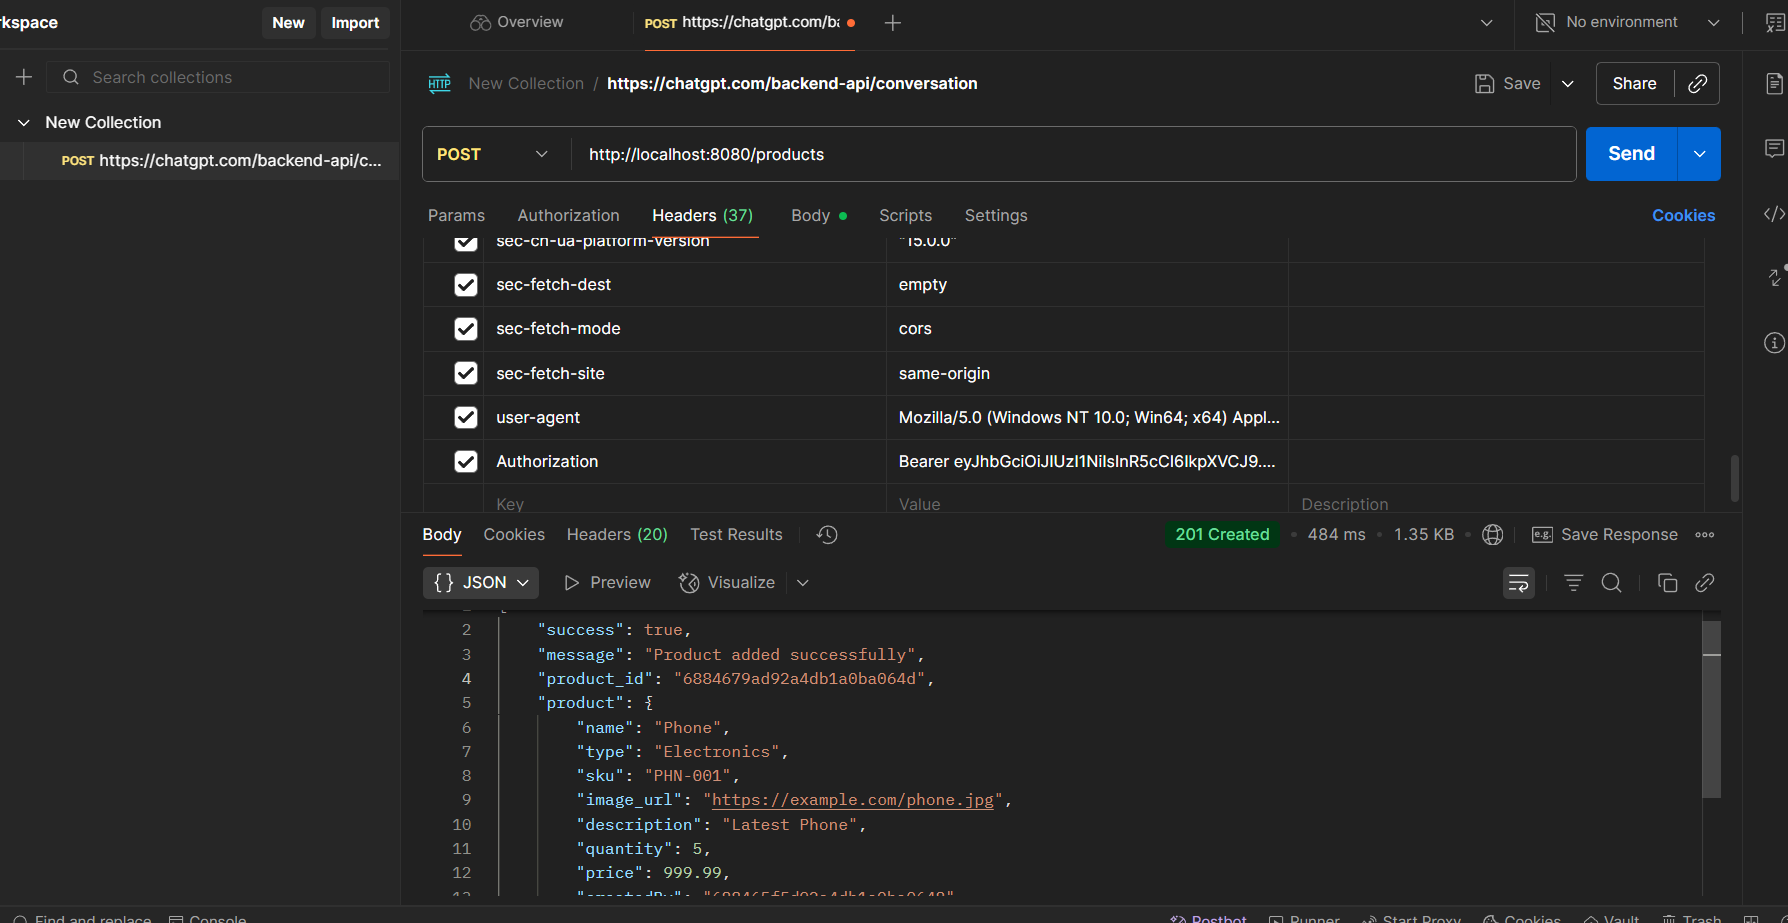 rkspace
New
Import
Overview
POST https://chatgpt.com/ba
No environment
Search collections
New Collection / https://chatgpt.com/backend-api/conversation
Save
Share
New Collection
POST https://chatgpt.com/backend-api/c...
POST
http://localhost:8080/products
Send
Params
Authorization
Headers (37)
Body
Scripts
Settings
Cookies
sec-ch-ua-platform-version "15.0.0"
sec-fetch-dest empty
sec-fetch-mode cors
sec-fetch-site same-origin
user-agent Mozilla/5.0 (Windows NT 10.0; Win64; x64) Appl...
Authorization Bearer eyJhbGciOiJIUzI1NiIsInR5cCI6IkpXVCJ9....
Key Value Description
Body
Cookies
Headers (20)
Test Results
201 Created
484 ms
1.35 KB
e.g.
Save Response
{} JSON
Preview
Visualize
2 "success": true,
3 "message": "Product added successfully",
4 "product_id": "6884679ad92a4db1a0ba064d",
5 "product": {
6 "name": "Phone",
7 "type": "Electronics",
8 "sku": "PHN-001",
9 "image_url": "https://example.com/phone.jpg",
10 "description": "Latest Phone",
11 "quantity": 5,
12 "price": 999.99,
Find and replace
Console
Postbot
Runner
Start Proxy
Cookies
Vault
Trash